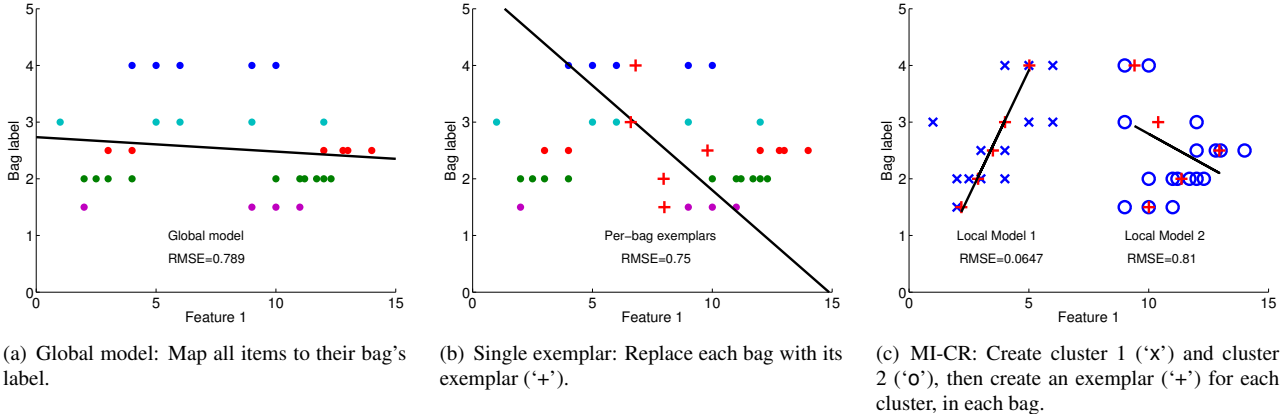 5
4
3
2
1
0
0
5
10
15
Bag label
Feature 1
Global model
RMSE=0.789
(a) Global model: Map all items to their bag's
label.
5
4
3
2
1
0
0
5
10
15
Bag label
Feature 1
Per-bag exemplars
RMSE=0.75
(b) Single exemplar: Replace each bag with its
exemplar (‘+’).
5
4
3
2
1
0
0
5
10
15
Bag label
Feature 1
Local Model 1
RMSE=0.0647
Local Model 2
RMSE=0.81
(c) MI-CR: Create cluster 1 (‘x’) and cluster
2 (‘o’), then create an exemplar (‘+’) for each
cluster, in each bag.